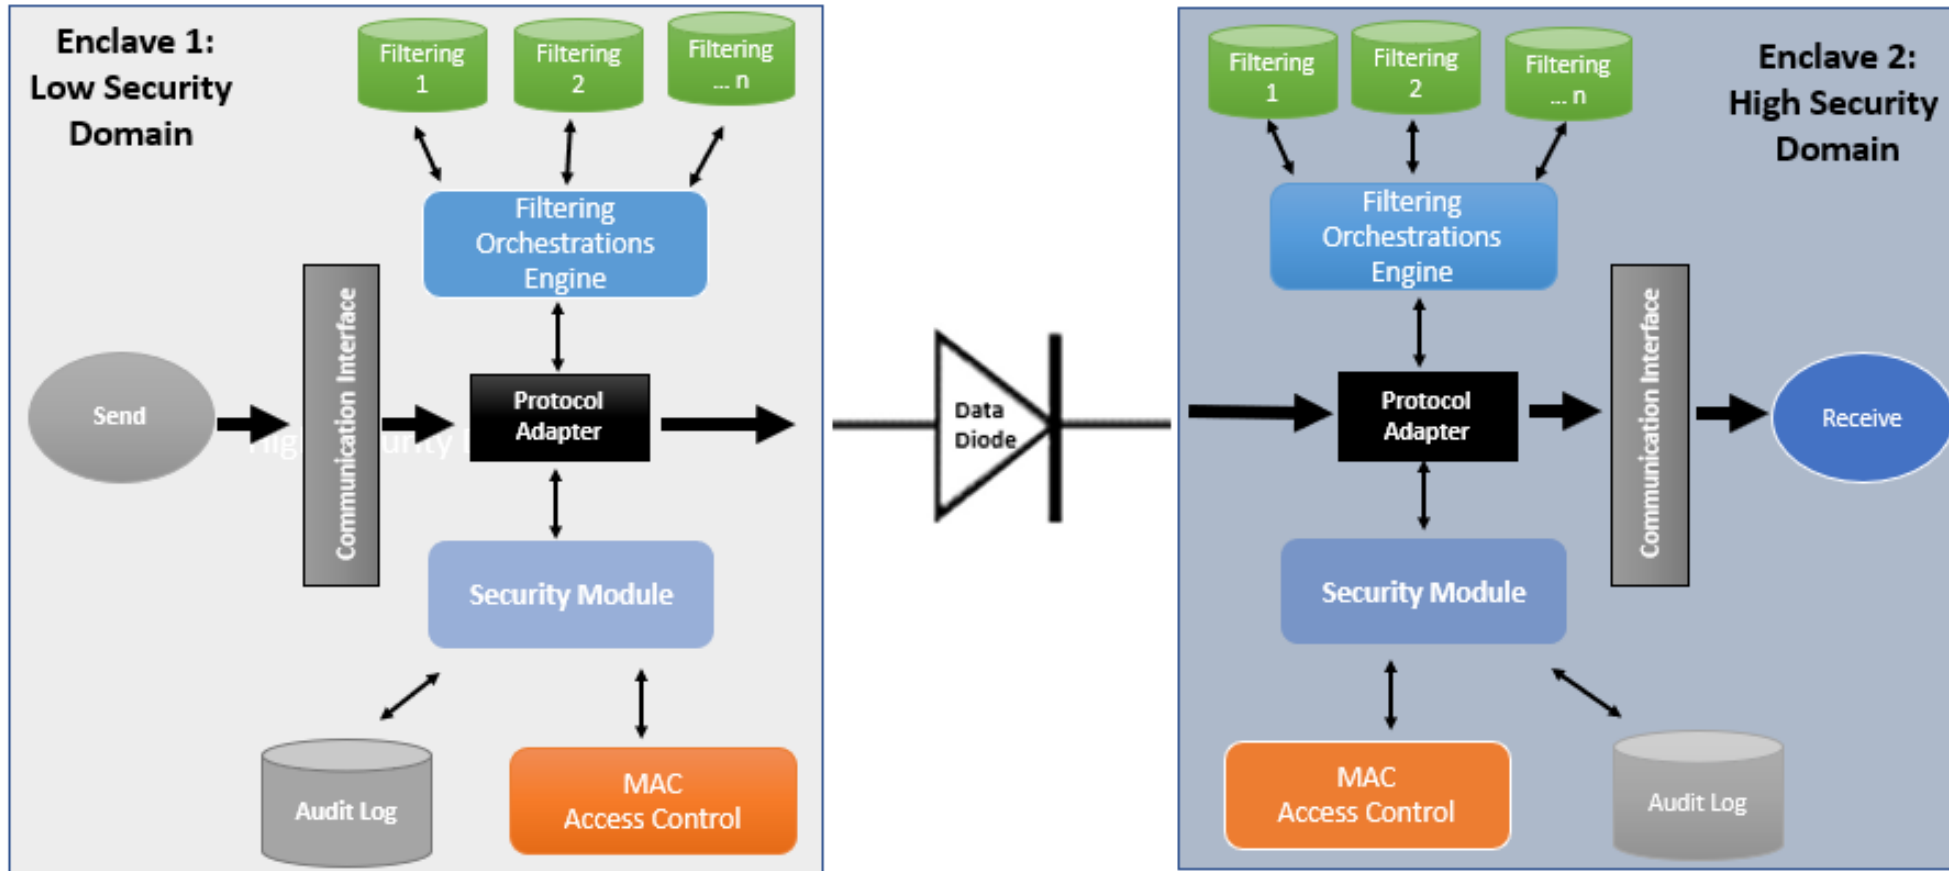 Enclave 1:
Low Security
Domain
Filtering
1
Filtering
2
Filtering
... n
Filtering
Orchestrations
Engine
Send
Communication Interface
Protocol
Adapter
Security Module
Audit Log
MAC
Access Control
Data
Diode
Enclave 2:
High Security
Domain
Filtering
1
Filtering
2
Filtering
... n
Filtering
Orchestrations
Engine
Protocol
Adapter
Communication Interface
Receive
Security Module
MAC
Access Control
Audit Log